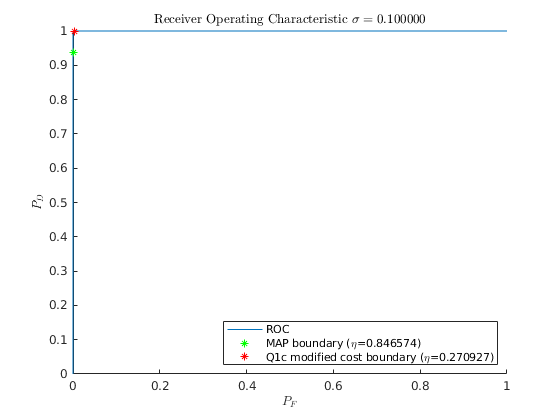 Receiver Operating Characteristic σ = 0.100000
1
0.9
0.8
0.7
0.6
0.5
0.4
0.3
0.2
0.1
0
P_D
0 0.2 0.4 0.6 0.8 1
P_F
ROC
MAP boundary (η=0.846574)
Q1c modified cost boundary (η=0.270927)